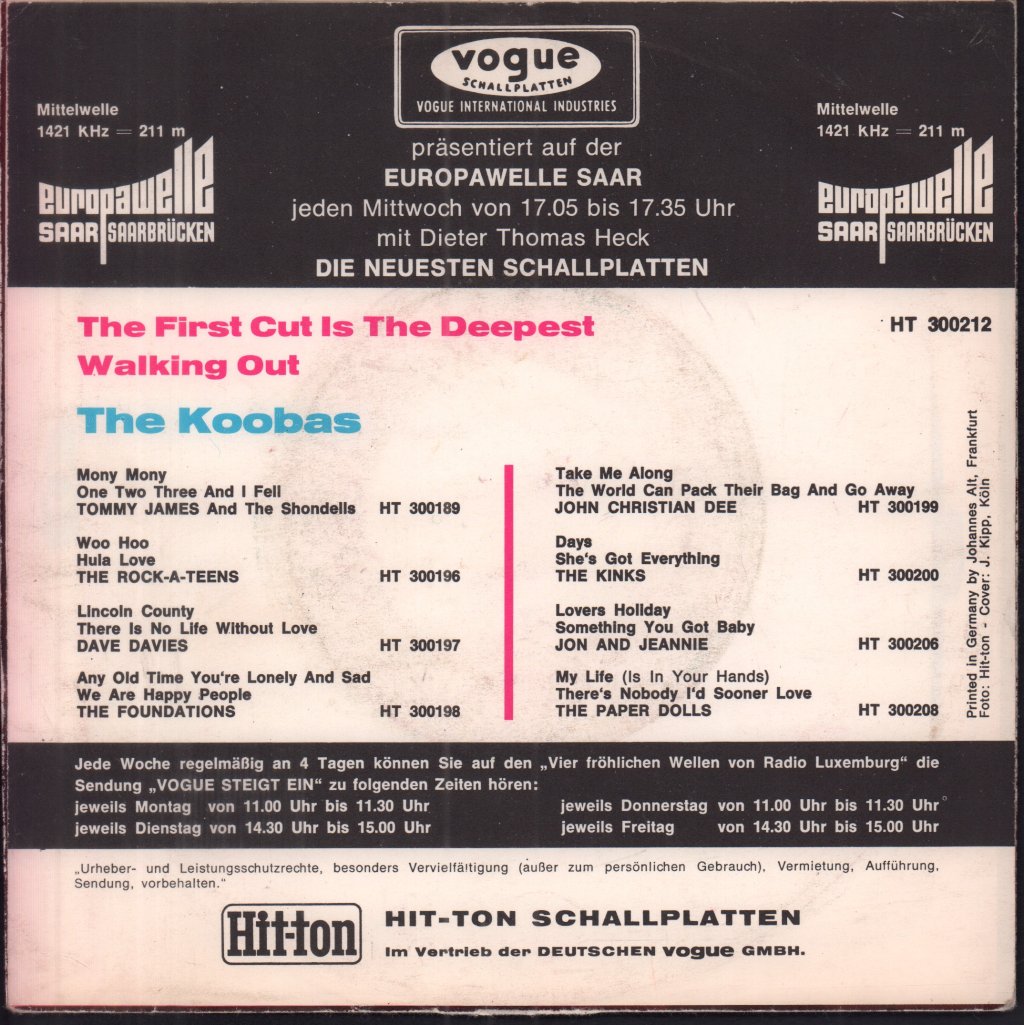 vogue
SCHALLPLATTEN
VOGUE INTERNATIONAL INDUSTRIES
Mittelwelle
1421 KHz = 211 m
europawelle
SAAR SAARBRÜCKEN
präsentiert auf der
EUROPAWELLE SAAR
jeden Mittwoch von 17.05 bis 17.35 Uhr
mit Dieter Thomas Heck
DIE NEUESTEN SCHALLPLATTEN
Mittelwelle
1421 KHz = 211 m
europawelle
SAAR SAARBRÜCKEN
The First Cut Is The Deepest
Walking Out
HT 300212
The Koobas
Mony Mony
One Two Three And I Fell
TOMMY JAMES And The Shondells HT 300189
Woo Hoo
Hula Love
THE ROCK-A-TEENS HT 300196
Lincoln County
There Is No Life Without Love
DAVE DAVIES HT 300197
Any Old Time You're Lonely And Sad
We Are Happy People
THE FOUNDATIONS HT 300198
Take Me Along
The World Can Pack Their Bag And Go Away
JOHN CHRISTIAN DEE HT 300199
Days
She's Got Everything
THE KINKS HT 300200
Lovers Holiday
Something You Got Baby
JON AND JEANNIE HT 300206
My Life (Is In Your Hands)
There's Nobody I'd Sooner Love
THE PAPER DOLLS HT 300208
Printed in Germany by Johannes Alt, Frankfurt
Foto: Hit-ton - Cover: J. Kipp, Köln
Jede Woche regelmäßig an 4 Tagen können Sie auf den „Vier fröhlichen Wellen von Radio Luxemburg“ die
Sendung „VOGUE STEIGT EIN“ zu folgenden Zeiten hören:
jeweils Montag von 11.00 Uhr bis 11.30 Uhr
jeweils Dienstag von 14.30 Uhr bis 15.00 Uhr
jeweils Donnerstag von 11.00 Uhr bis 11.30 Uhr
jeweils Freitag von 14.30 Uhr bis 15.00 Uhr
„Urheber- und Leistungsschutzrechte, besonders Vervielfältigung (außer zum persönlichen Gebrauch), Vermietung, Aufführung,
Sendung, vorbehalten.“
Hit-ton
HIT-TON SCHALLPLATTEN
Im Vertrieb der DEUTSCHEN vogue GMBH.